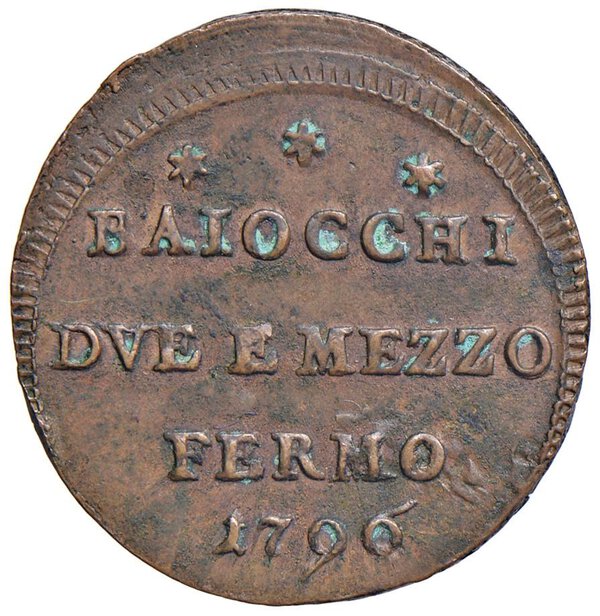 BAIOCCHI
DVE E MEZZO
FERMO
1796